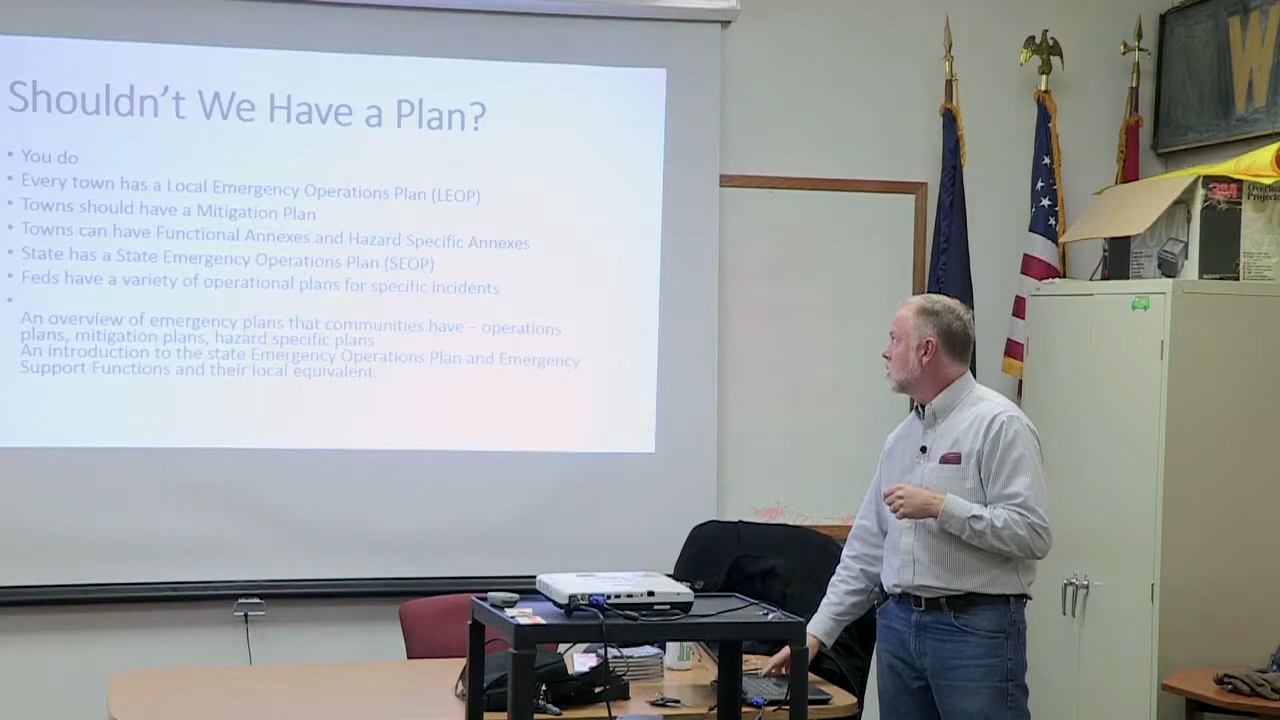 Shouldn't We Have a Plan?
• You do
• Every town has a Local Emergency Operations Plan (LEOP)
• Towns should have a Mitigation Plan
• Towns can have Functional Annexes and Hazard Specific Annexes
• State has a State Emergency Operations Plan (SEOP)
• Feds have a variety of operational plans for specific incidents
•
An overview of emergency plans that communities have – operations
plans, mitigation plans, hazard specific plans
An introduction to the state Emergency Operations Plan and Emergency
Support Functions and their local equivalent.
W
3M
Overhead
Projector